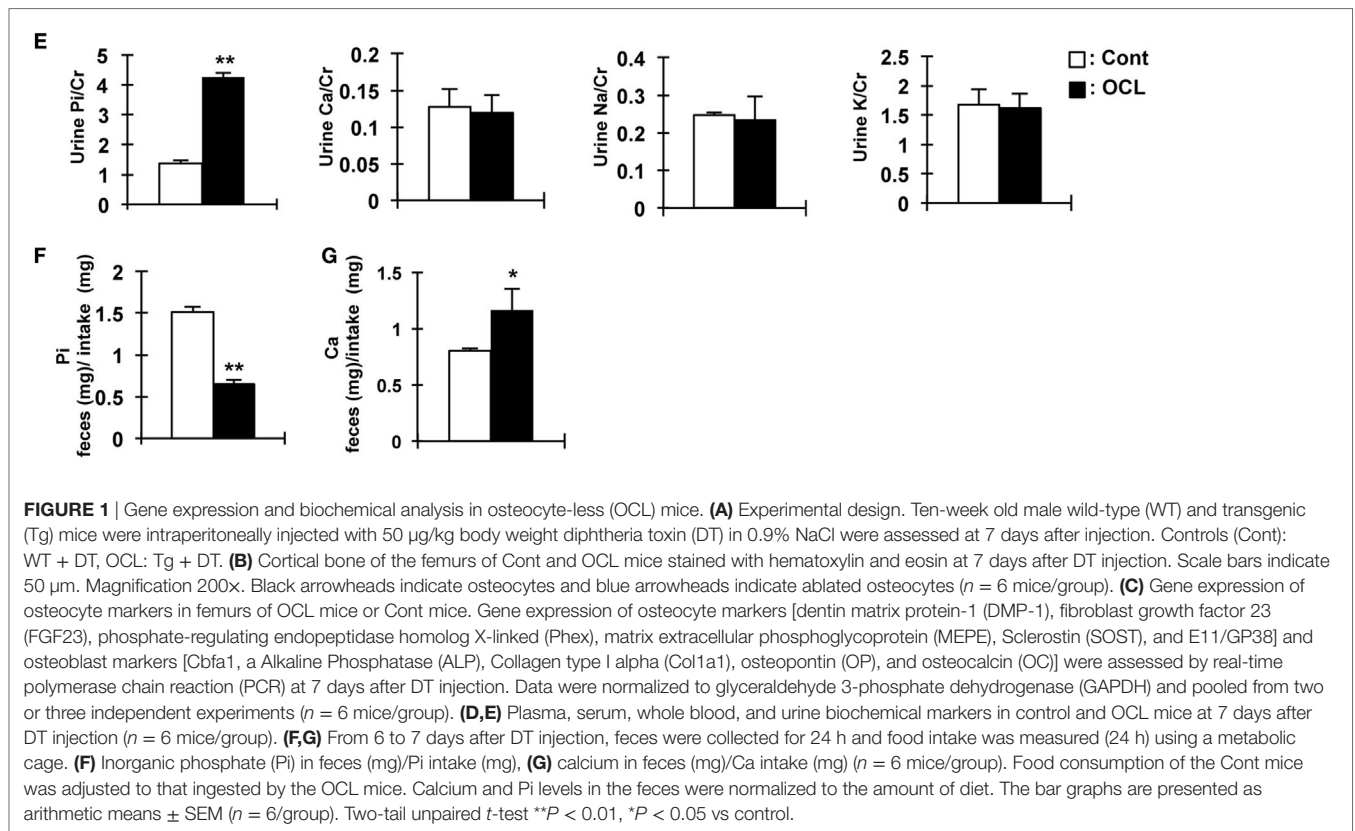 E
Urine Pi/Cr
5
4
3
2
1
0
**
Urine Ca/Cr
0.2
0.15
0.1
0.05
0
Urine Na/Cr
0.4
0.3
0.2
0.1
0
Urine K/Cr
2.5
2
1.5
1
0.5
0
: Cont
: OCL
F
Pi
feces (mg)/ intake (mg)
2
1.5
1
0.5
0
**
G
Ca
feces (mg)/intake (mg)
1.5
1
0.5
0
*
FIGURE 1 | Gene expression and biochemical analysis in osteocyte-less (OCL) mice. (A) Experimental design. Ten-week old male wild-type (WT) and transgenic
(Tg) mice were intraperitoneally injected with 50 µg/kg body weight diphtheria toxin (DT) in 0.9% NaCl were assessed at 7 days after injection. Controls (Cont):
WT + DT, OCL: Tg + DT. (B) Cortical bone of the femurs of Cont and OCL mice stained with hematoxylin and eosin at 7 days after DT injection. Scale bars indicate
50 µm. Magnification 200×. Black arrowheads indicate osteocytes and blue arrowheads indicate ablated osteocytes (n = 6 mice/group). (C) Gene expression of
osteocyte markers in femurs of OCL mice or Cont mice. Gene expression of osteocyte markers [dentin matrix protein-1 (DMP-1), fibroblast growth factor 23
(FGF23), phosphate-regulating endopeptidase homolog X-linked (Phex), matrix extracellular phosphoglycoprotein (MEPE), Sclerostin (SOST), and E11/GP38] and
osteoblast markers [Cbfa1, a Alkaline Phosphatase (ALP), Collagen type I alpha (Col1a1), osteopontin (OP), and osteocalcin (OC)] were assessed by real-time
polymerase chain reaction (PCR) at 7 days after DT injection. Data were normalized to glyceraldehyde 3-phosphate dehydrogenase (GAPDH) and pooled from two
or three independent experiments (n = 6 mice/group). (D,E) Plasma, serum, whole blood, and urine biochemical markers in control and OCL mice at 7 days after
DT injection (n = 6 mice/group). (F,G) From 6 to 7 days after DT injection, feces were collected for 24 h and food intake was measured (24 h) using a metabolic
cage. (F) Inorganic phosphate (Pi) in feces (mg)/Pi intake (mg), (G) calcium in feces (mg)/Ca intake (mg) (n = 6 mice/group). Food consumption of the Cont mice
was adjusted to that ingested by the OCL mice. Calcium and Pi levels in the feces were normalized to the amount of diet. The bar graphs are presented as
arithmetic means ± SEM (n = 6/group). Two-tail unpaired t-test **P < 0.01, *P < 0.05 vs control.